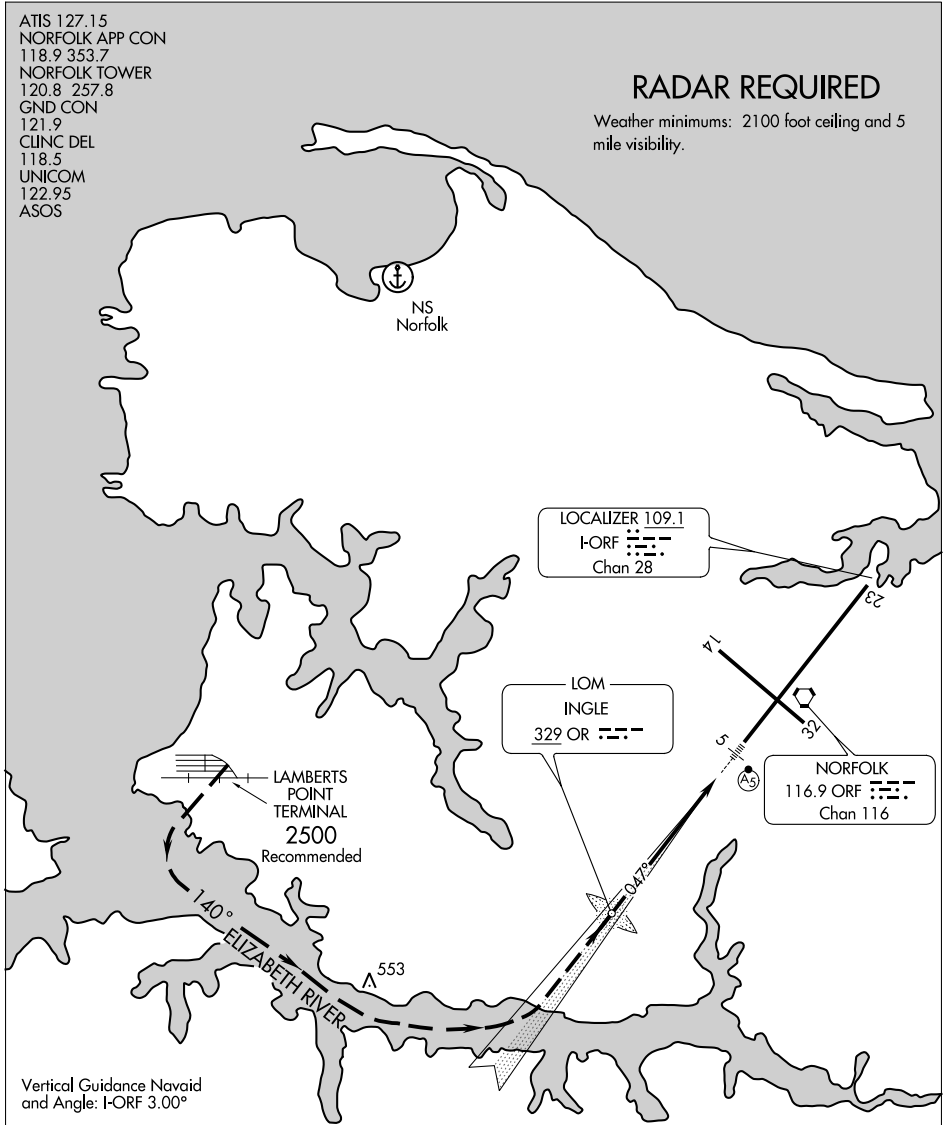 ATIS 127.15
NORFOLK APP CON
118.9 353.7
NORFOLK TOWER
120.8 257.8
GND CON
121.9
CLINC DEL
118.5
UNICOM
122.95
ASOS
RADAR REQUIRED
Weather minimums: 2100 foot ceiling and 5
mile visibility.
NS
Norfolk
LOCALIZER 109.1
I-ORF
Chan 28
23
14
LOM
INGLE
329 OR
32
5
A5
NORFOLK
116.9 ORF
Chan 116
LAMBERTS
POINT
TERMINAL
2500
Recommended
047°
140°
ELIZABETH RIVER
553
Vertical Guidance Navaid
and Angle: I-ORF 3.00°